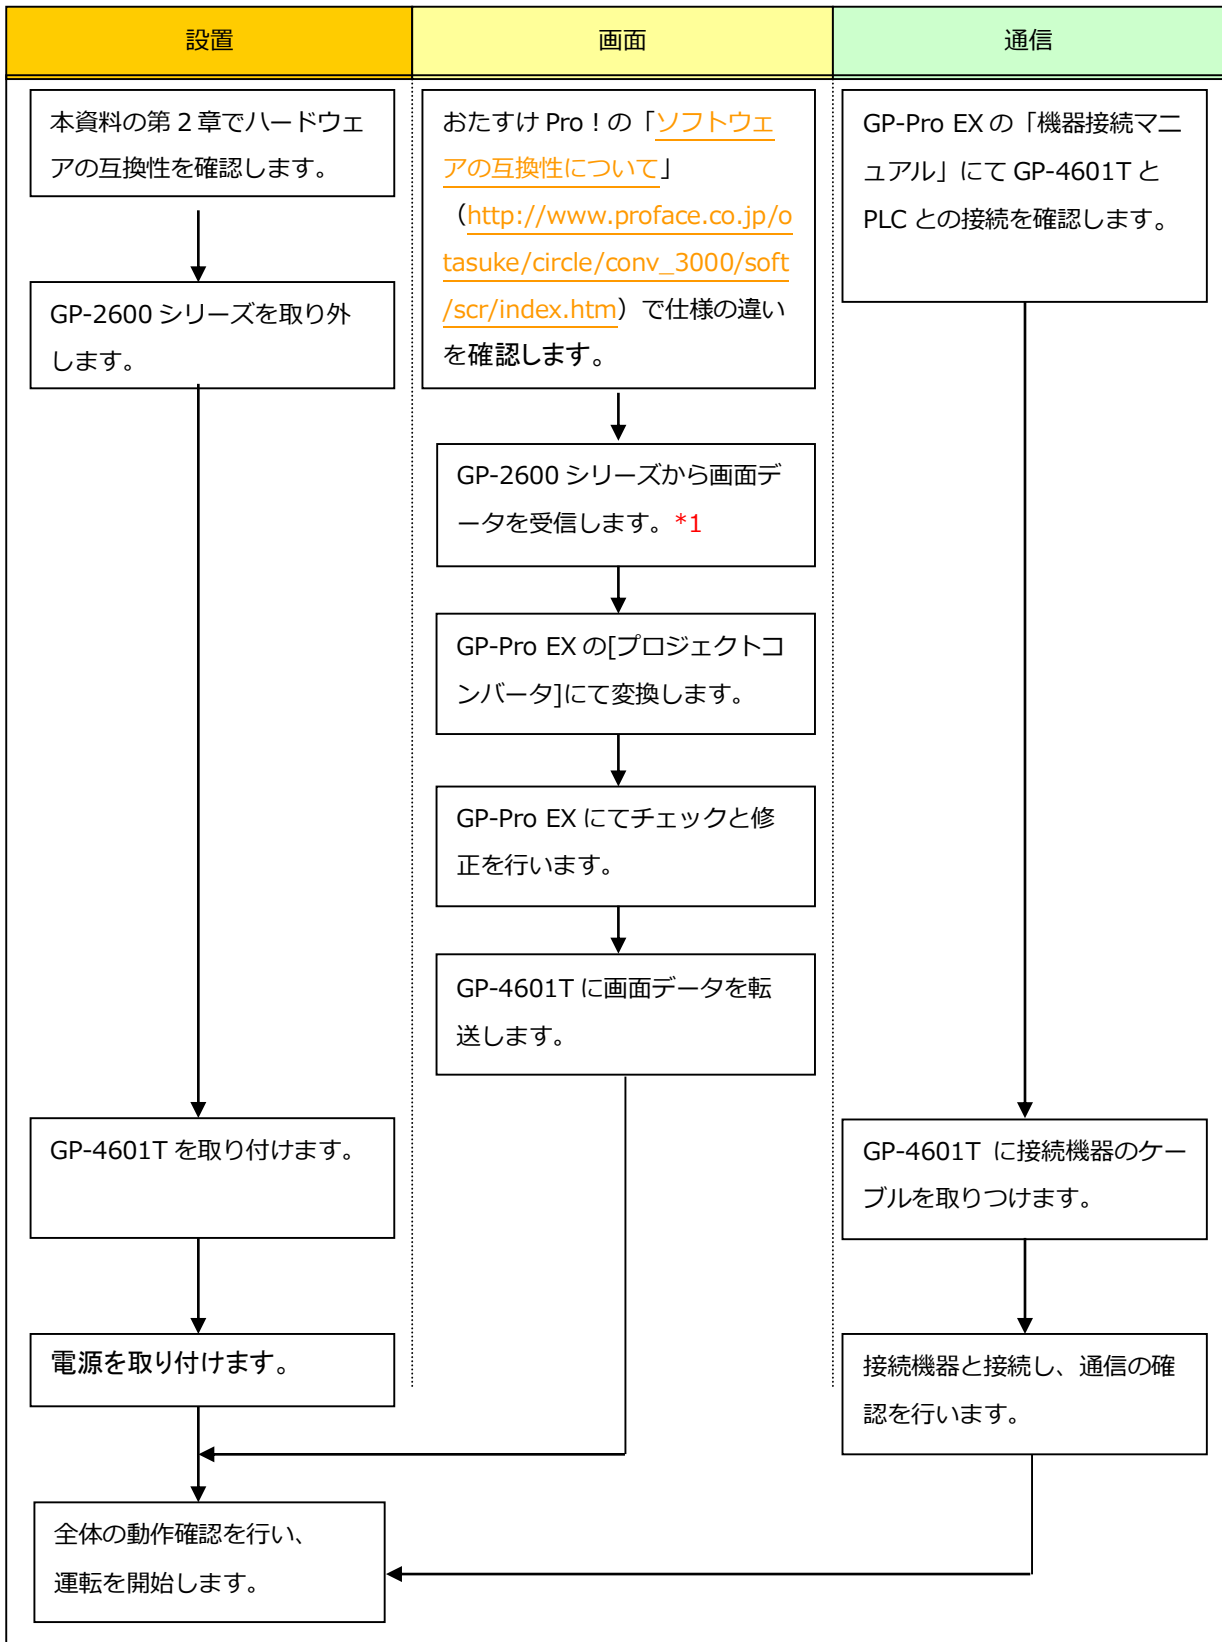 設置
画面
通信
本資料の第 2 章でハードウェ
アの互換性を確認します。
GP-2600 シリーズを取り外
します。
GP-4601T を取り付けます。
電源を取り付けます。
全体の動作確認を行い、
運転を開始します。
おたすけ Pro！の「ソフトウェ
アの互換性について」
（http://www.proface.co.jp/o
tasuke/circle/conv_3000/soft
/scr/index.htm）で仕様の違い
を確認します。
GP-2600 シリーズから画面デ
ータを受信します。*1
GP-Pro EX の[プロジェクトコ
ンバータ]にて変換します。
GP-Pro EX にてチェックと修
正を行います。
GP-4601T に画面データを転
送します。
GP-Pro EX の「機器接続マニ
ュアル」にて GP-4601T と
PLC との接続を確認します。
GP-4601T に接続機器のケー
ブルを取りつけます。
接続機器と接続し、通信の確
認を行います。